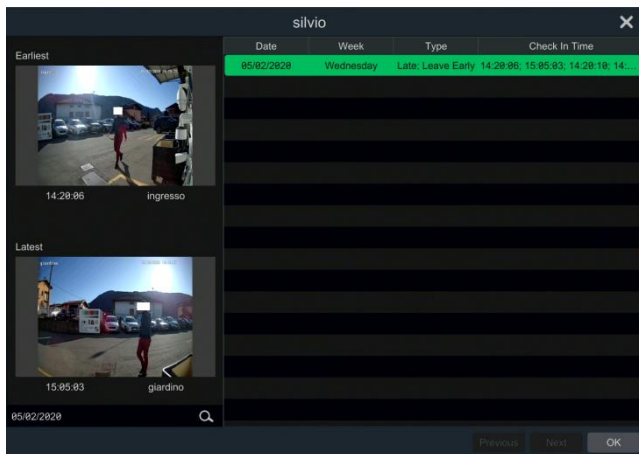 silvio
Earliest
14:20:06 ingresso
Latest
15:05:03 giardino
05/02/2020
Date Week Type Check In Time
05/02/2020 Wednesday Late; Leave Early 14:20:06; 15:05:03; 14:20:10; 14:...
Previous Next OK